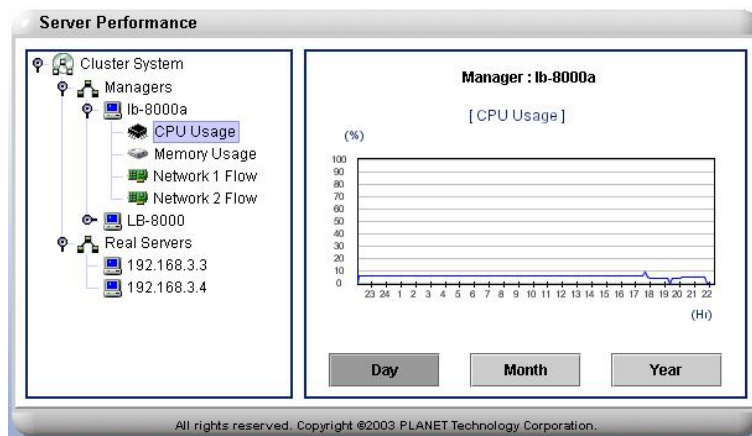 Server Performance
Cluster System
Managers
lb-8000a
CPU Usage
Memory Usage
Network 1 Flow
Network 2 Flow
LB-8000
Real Servers
192.168.3.3
192.168.3.4
Manager : lb-8000a
[ CPU Usage ]
(%)
100
90
80
70
60
50
40
30
20
10
0
23 24 1 2 3 4 5 6 7 8 9 10 11 12 13 14 15 16 17 18 19 20 21 22
(Hr)
Day Month Year
All rights reserved. Copyright ©2003 PLANET Technology Corporation.